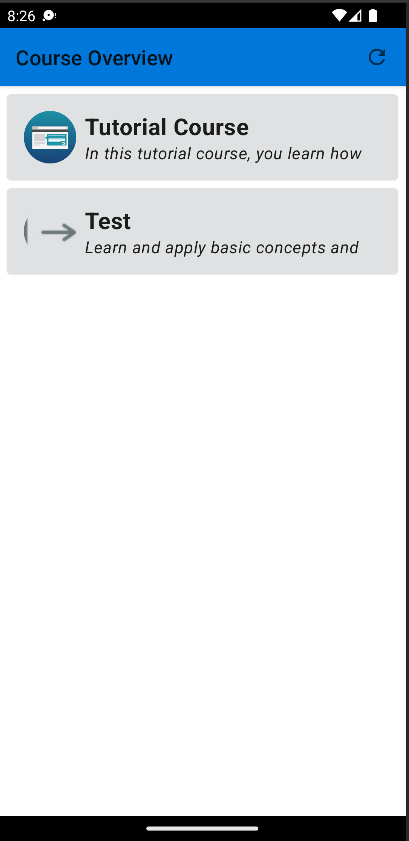 8:26
Course Overview
Tutorial Course
In this tutorial course, you learn how
Test
Learn and apply basic concepts and